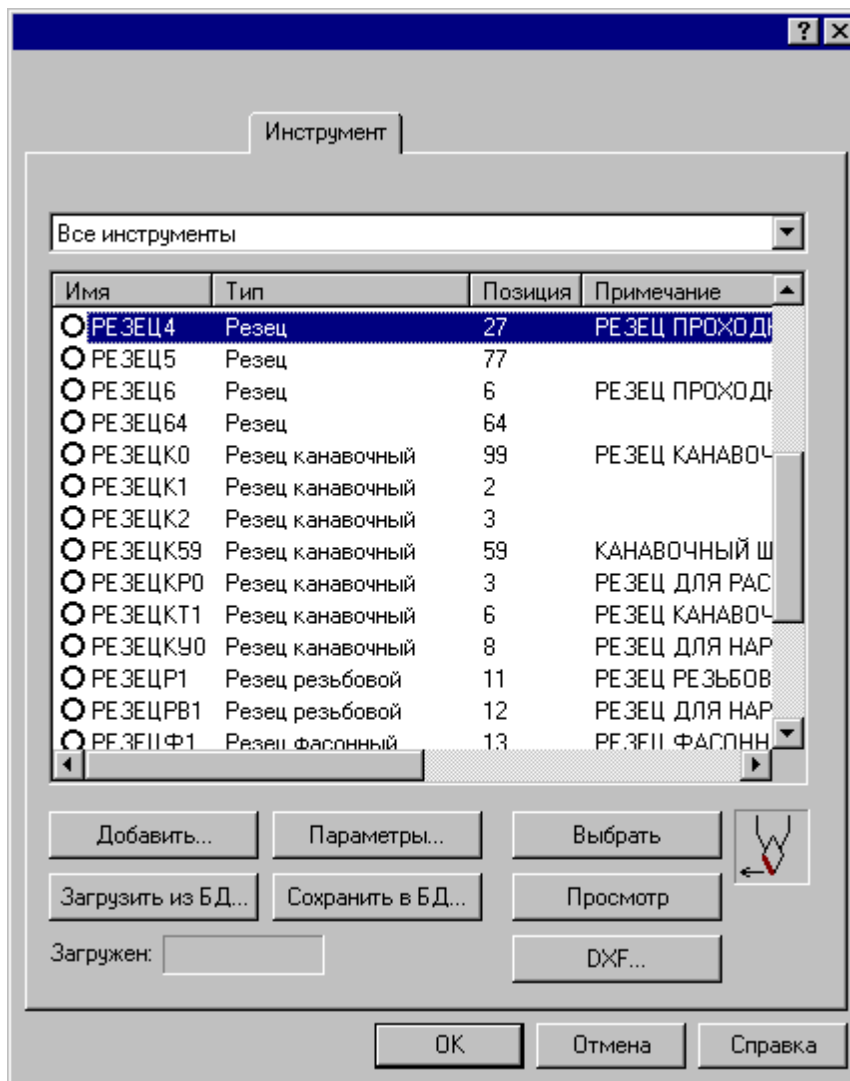 Инструмент
Все инструменты
Имя Тип Позиция Примечание
РЕЗЕЦ4 Резец 27 РЕЗЕЦ ПРОХОДН
РЕЗЕЦ5 Резец 77
РЕЗЕЦ6 Резец 6 РЕЗЕЦ ПРОХОДН
РЕЗЕЦ64 Резец 64
РЕЗЕЦК0 Резец канавочный 99 РЕЗЕЦ КАНАВОЧ
РЕЗЕЦК1 Резец канавочный 2
РЕЗЕЦК2 Резец канавочный 3
РЕЗЕЦК59 Резец канавочный 59 КАНАВОЧНЫЙ Ш
РЕЗЕЦКР0 Резец канавочный 3 РЕЗЕЦ ДЛЯ РАС
РЕЗЕЦКТ1 Резец канавочный 6 РЕЗЕЦ КАНАВОЧ
РЕЗЕЦКУ0 Резец канавочный 8 РЕЗЕЦ ДЛЯ НАР
РЕЗЕЦР1 Резец резьбовой 11 РЕЗЕЦ РЕЗЬБОВ
РЕЗЕЦРВ1 Резец резьбовой 12 РЕЗЕЦ ДЛЯ НАР
РЕЗЕЦФ1 Резец фасонный 13 РЕЗЕЦ ФАСОНН
Добавить... Параметры... Выбрать
Загрузить из БД... Сохранить в БД... Просмотр
Загружен: DXF...
OK Отмена Справка